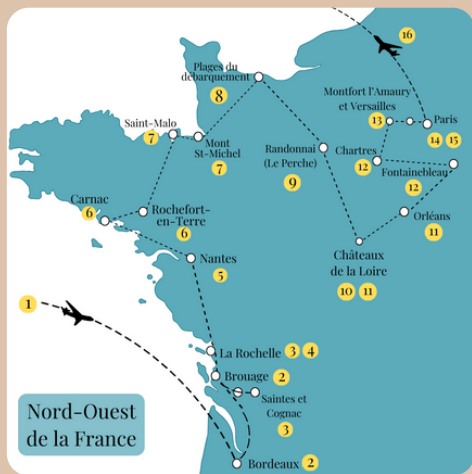 16
Plages du
débarquement
8
Montfort l'Amaury
et Versailles
13
Paris
14 15
Saint-Malo
7
Mont
St-Michel
7
Randonnai
(Le Perche)
9
Chartres
12
Fontainebleau
12
Carnac
6
Rochefort-
en-Terre
6
Orléans
11
Nantes
5
Châteaux
de la Loire
10 11
1
La Rochelle 3 4
Brouage 2
Saintes et
Cognac
3
Nord-Ouest
de la France
Bordeaux 2